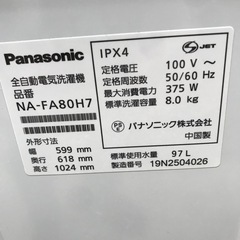 Panasonic
全自動電気洗濯機
品番
NA-FA80H7
外形寸法
幅 599 mm
奥行 618 mm
高さ 1024 mm
IPX4
JET
定格電圧： 100 V～
定格周波数： 50/60 Hz
最大消費電力： 375 W
標準洗濯容量： 8.0 kg
パナソニック株式会社
中国製
標準使用水量 97 L
19N2504026